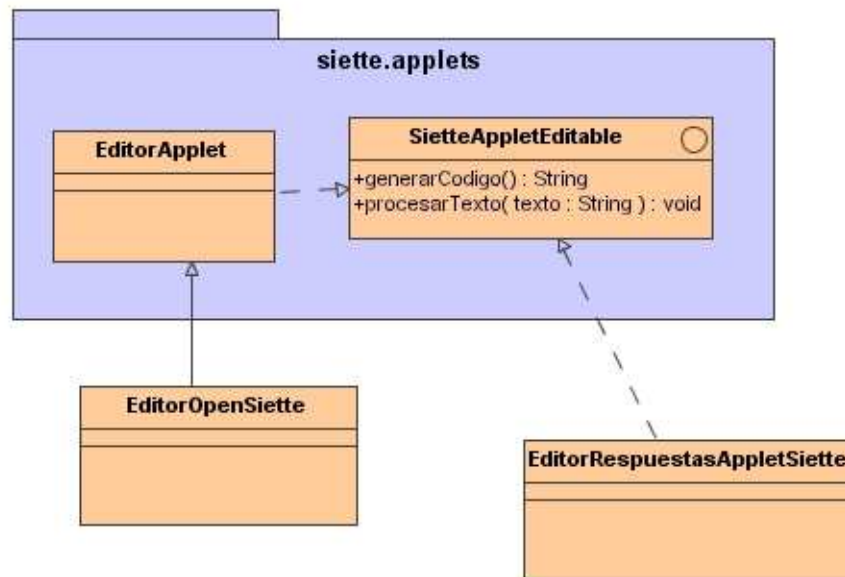 siette.applets
EditorApplet
SietteAppletEditable
+generarCodigo() : String
+procesarTexto( texto : String ) : void
EditorOpenSiette
EditorRespuestasAppletSiette